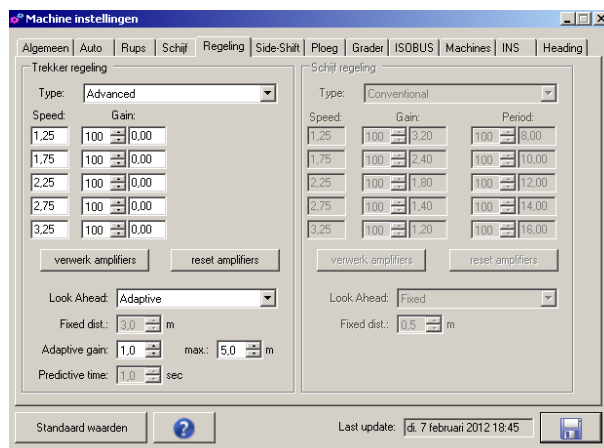 Machine instellingen
Algemeen Auto Rups Schijf Regeling Side-Shift Ploeg Grader ISOBUS Machines INS Heading
Trekker regeling
Type: Advanced
Speed: Gain:
1,25 100 0,00
1,75 100 0,00
2,25 100 0,00
2,75 100 0,00
3,25 100 0,00
verwerk amplifiers reset amplifiers
Look Ahead: Adaptive
Fixed dist.: 3,0 m
Adaptive gain: 1,0 max.: 5,0 m
Predictive time: 1,0 sec
Schijf regeling
Type: Conventional
Speed: Gain: Period:
1,25 100 3,20 100 8,00
1,75 100 2,40 100 10,00
2,25 100 1,80 100 12,00
2,75 100 1,40 100 14,00
3,25 100 1,20 100 16,00
verwerk amplifiers reset amplifiers
Look Ahead: Fixed
Fixed dist.: 0,5 m
Standaard waarden ? Last update: di. 7 februari 2012 18:45